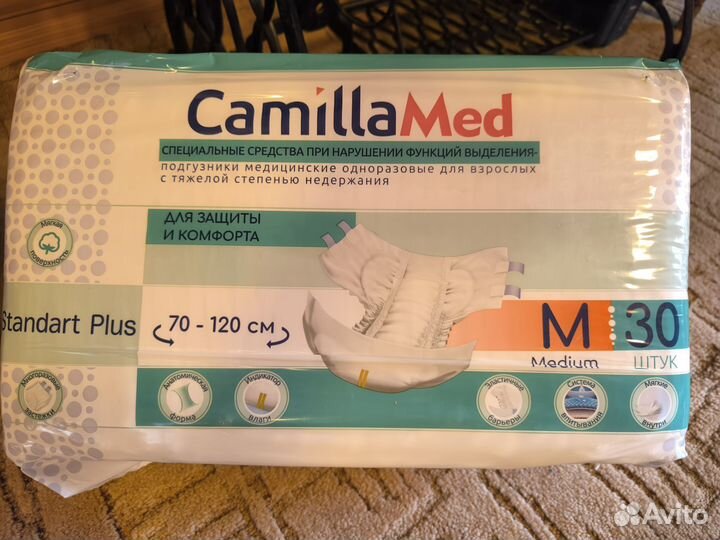 CamillaMed
СПЕЦИАЛЬНЫЕ СРЕДСТВА ПРИ НАРУШЕНИИ ФУНКЦИЙ ВЫДЕЛЕНИЯ-
ПОДГУЗНИКИ МЕДИЦИНСКИЕ ОДНОРАЗОВЫЕ ДЛЯ ВЗРОСЛЫХ
С ТЯЖЕЛОЙ СТЕПЕНЬЮ НЕДЕРЖАНИЯ
ДЛЯ ЗАЩИТЫ
И КОМФОРТА
Мягкая
поверхность
Standart Plus
70 - 120 см
M
Medium
30
ШТУК
Многоразовые
застежки
Анатомическая
форма
Индикатор
влаги
Эластичные
барьеры
Система
впитывания
Мягкие
внутри
Avito